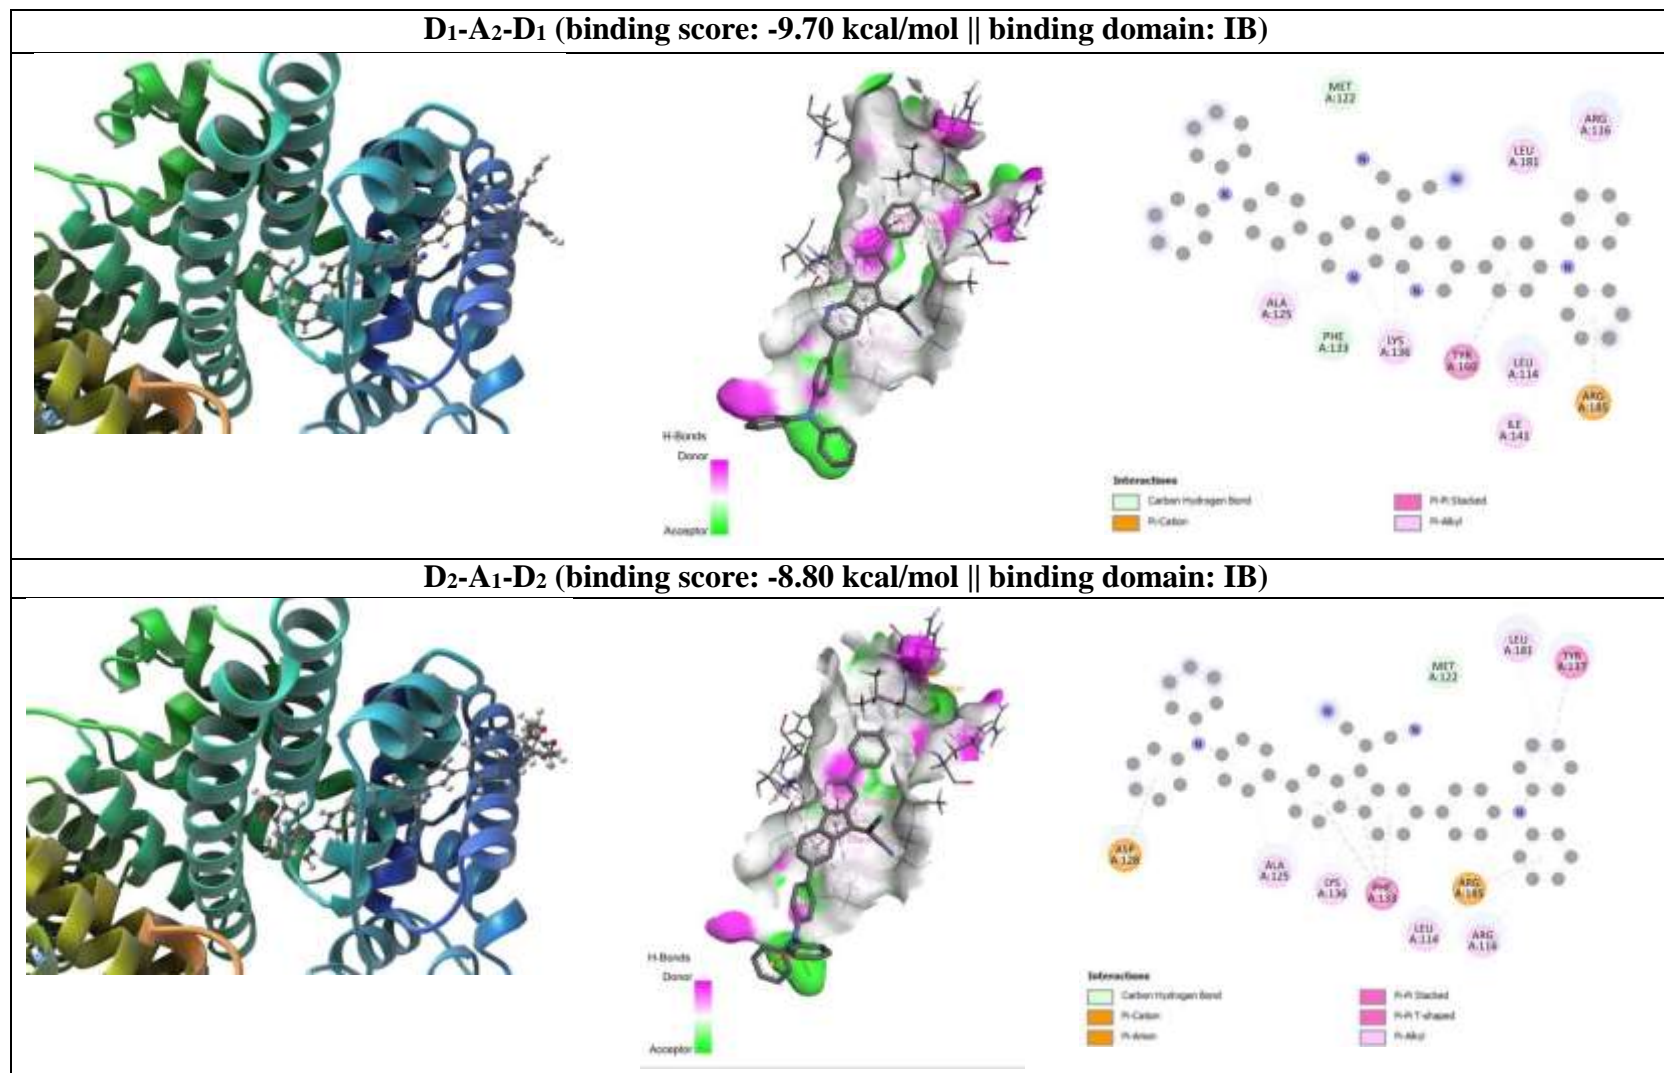 D1-A2-D1 (binding score: -9.70 kcal/mol || binding domain: IB)
MET
A:122
ARG
A:116
LEU
A:181
N
N
N
N
N
N
ALA
A:125
PHE
A:133
LYS
A:136
TYR
LEU
A:114
ARG
A:185
ILE
H-Bonds
Donor
Acceptor
Interactions
Carbon Hydrogen Bond
Pi-Cation
Pi-Pi Stacked
Pi-Alkyl
D2-A1-D2 (binding score: -8.80 kcal/mol || binding domain: IB)
LEU
TYR
MET
A:122
N
N
N
N
ASP
A:128
ALA
A:125
LYS
A:136
PHE
A:133
ARG
A:185
LEU
A:114
ARG
A:116
H-Bonds
Donor
Acceptor
Interactions
Carbon Hydrogen Bond
Pi-Cation
Pi-Anion
Pi-Pi Stacked
Pi-Pi T-shaped
Pi-Alkyl